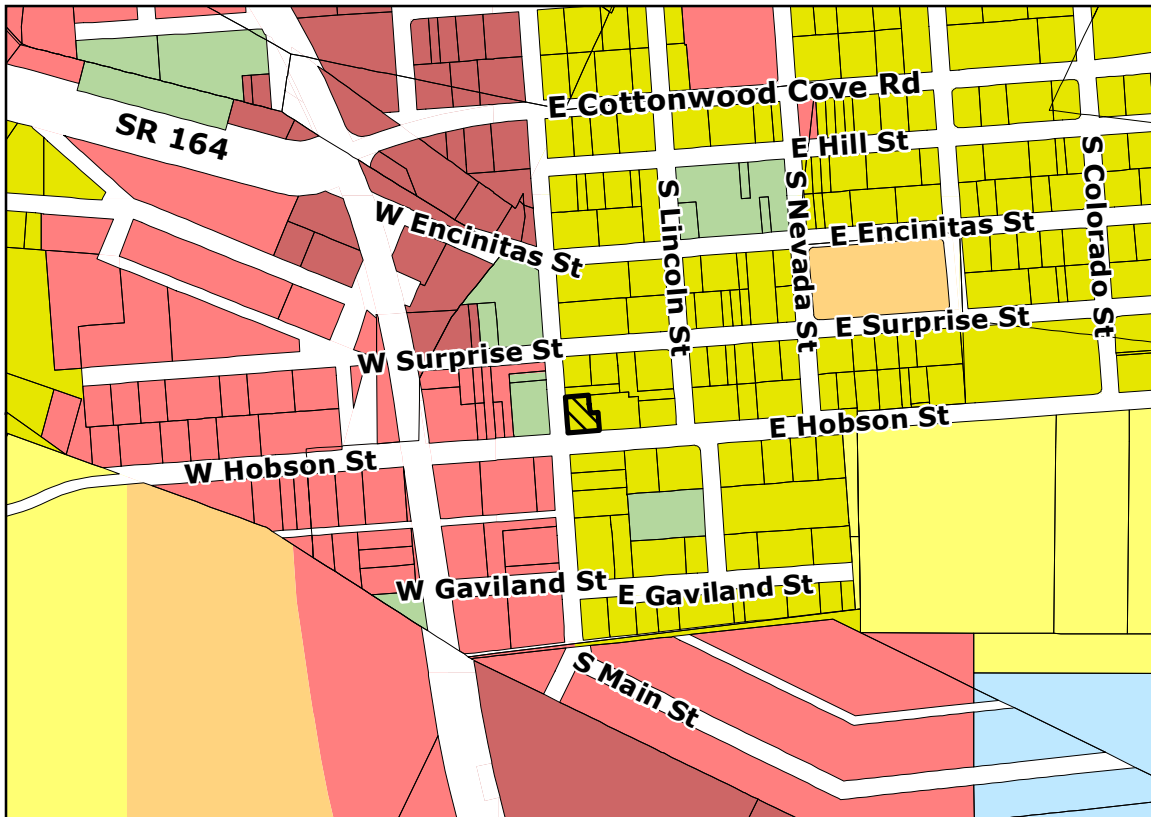 E Cottonwood Cove Rd
SR 164
E Hill St
S Colorado St
S Nevada St
S Lincoln St
W Encinitas St
E Encinitas St
E Surprise St
W Surprise St
E Hobson St
W Hobson St
W Gaviland St
E Gaviland St
S Main St